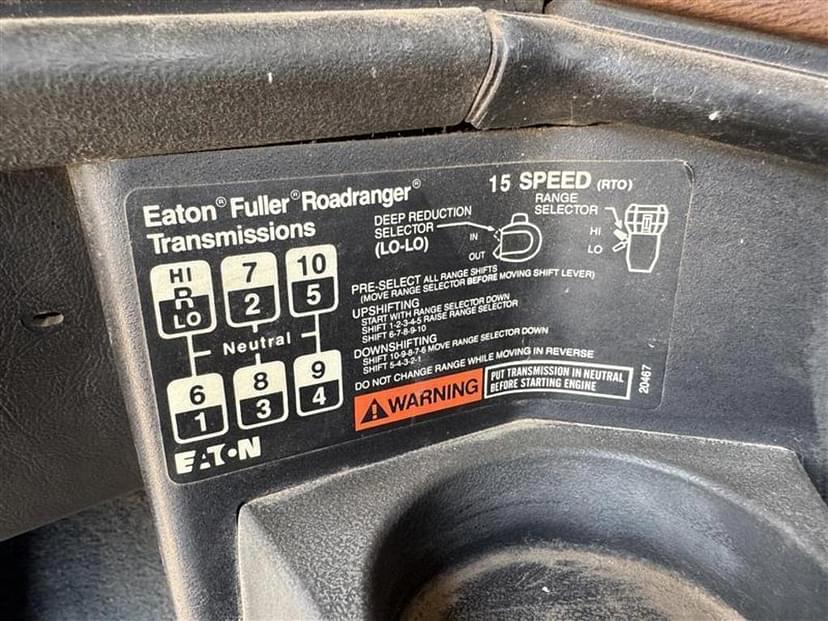 Eaton® Fuller® Roadranger®
Transmissions
15 SPEED (RTO)
DEEP REDUCTION
SELECTOR
(LO-LO)
IN
OUT
RANGE
SELECTOR
HI
LO
HI
R
LO
7
2
10
5
Neutral
6
1
8
3
9
4
PRE-SELECT ALL RANGE SHIFTS
(MOVE RANGE SELECTOR BEFORE MOVING SHIFT LEVER)
UPSHIFTING
START WITH RANGE SELECTOR DOWN
SHIFT 1-2-3-4-5 RAISE RANGE SELECTOR
SHIFT 6-7-8-9-10
DOWNSHIFTING
SHIFT 10-9-8-7-6 MOVE RANGE SELECTOR DOWN
SHIFT 5-4-3-2-1
DO NOT CHANGE RANGE WHILE MOVING IN REVERSE
WARNING
PUT TRANSMISSION IN NEUTRAL
BEFORE STARTING ENGINE
20467
EATON